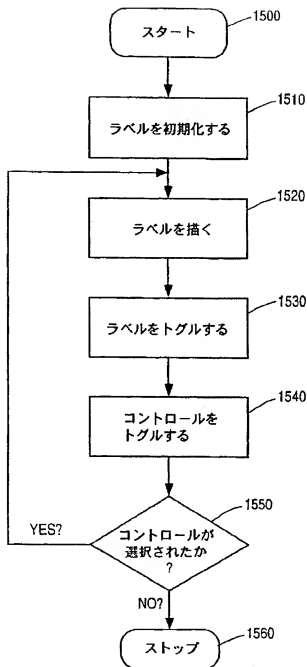 スタート
1500
ラベルを初期化する
1510
ラベルを描く
1520
ラベルをトグルする
1530
コントロールを
トグルする
1540
コントロールが
選択されたか
?
1550
YES?
NO?
ストップ
1560